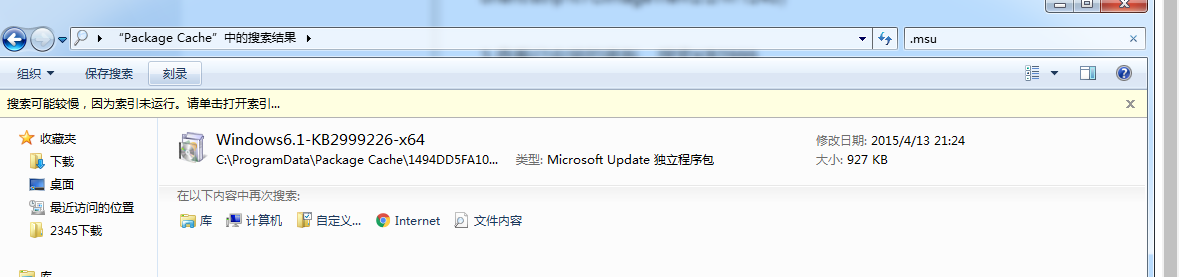 “Package Cache”中的搜索结果
.msu
组织 保存搜索 刻录
搜索可能较慢，因为索引未运行。请单击打开索引...
收藏夹
下载
桌面
最近访问的位置
2345下载
库
Windows6.1-KB2999226-x64
C:\ProgramData\Package Cache\1494DD5FA10... 类型: Microsoft Update 独立程序包
修改日期: 2015/4/13 21:24
大小: 927 KB
在以下内容中再次搜索:
库 计算机 自定义... Internet 文件内容